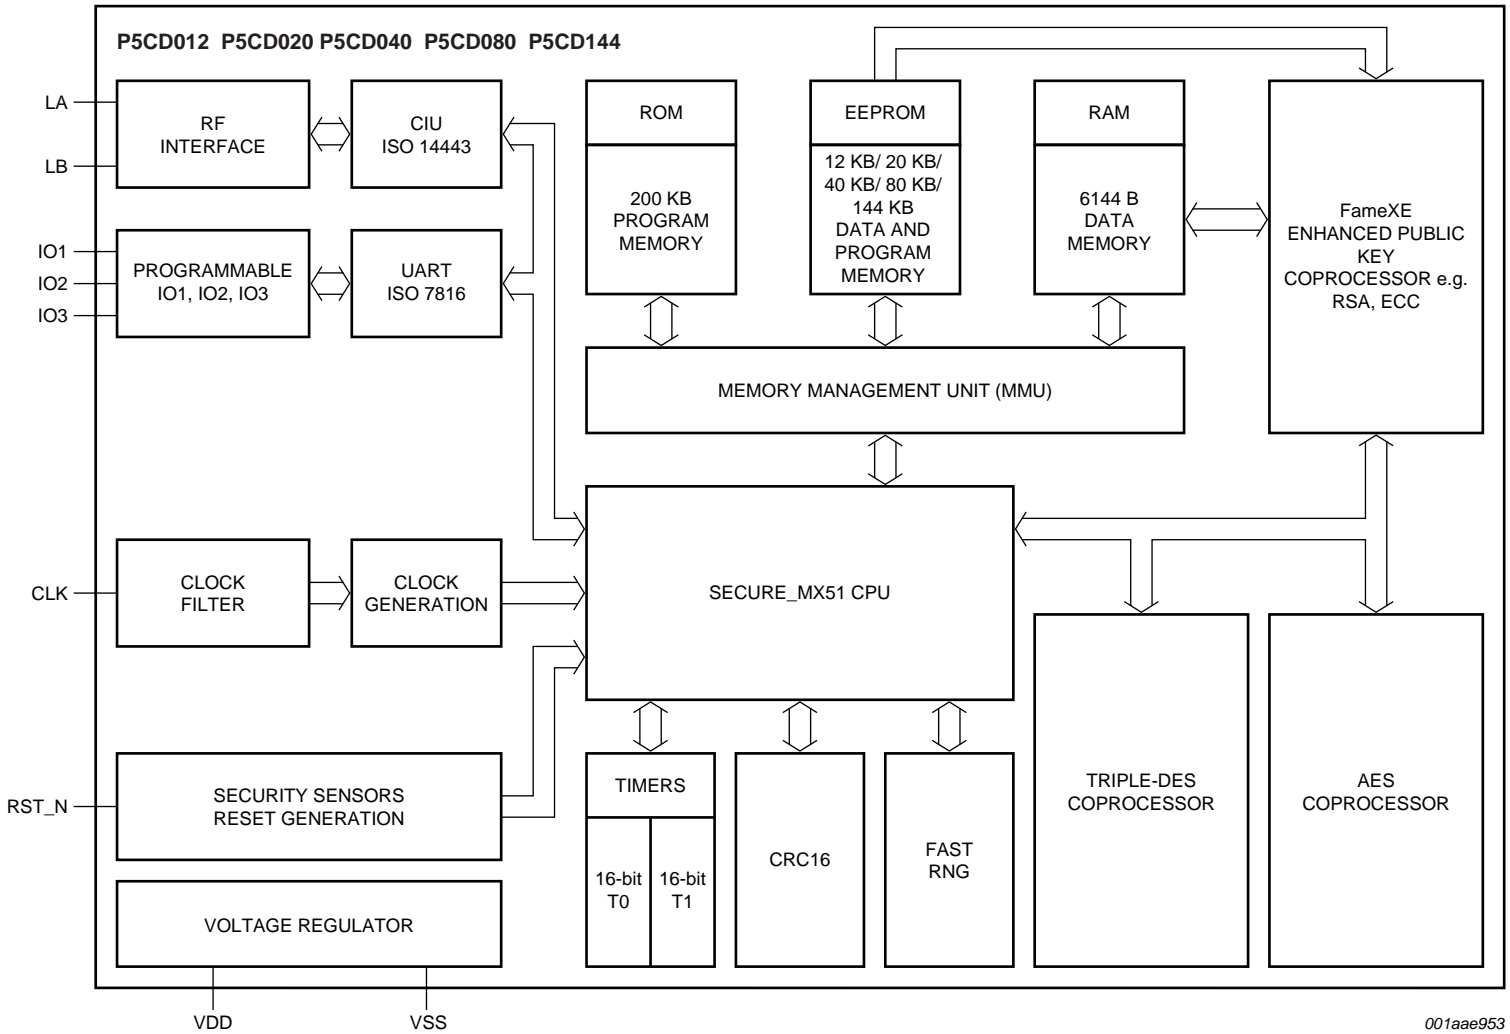 P5CD012 P5CD020 P5CD040 P5CD080 P5CD144
LA
LB
RF
INTERFACE
CIU
ISO 14443
IO1
IO2
IO3
PROGRAMMABLE
IO1, IO2, IO3
UART
ISO 7816
ROM
200 KB
PROGRAM
MEMORY
EEPROM
12 KB/ 20 KB/
40 KB/ 80 KB/
144 KB
DATA AND
PROGRAM
MEMORY
RAM
6144 B
DATA
MEMORY
FameXE
ENHANCED PUBLIC
KEY
COPROCESSOR e.g.
RSA, ECC
MEMORY MANAGEMENT UNIT (MMU)
CLK
CLOCK
FILTER
CLOCK
GENERATION
SECURE_MX51 CPU
RST_N
SECURITY SENSORS
RESET GENERATION
VOLTAGE REGULATOR
VDD
VSS
TIMERS
16-bit
T0
16-bit
T1
CRC16
FAST
RNG
TRIPLE-DES
COPROCESSOR
AES
COPROCESSOR
001aae953